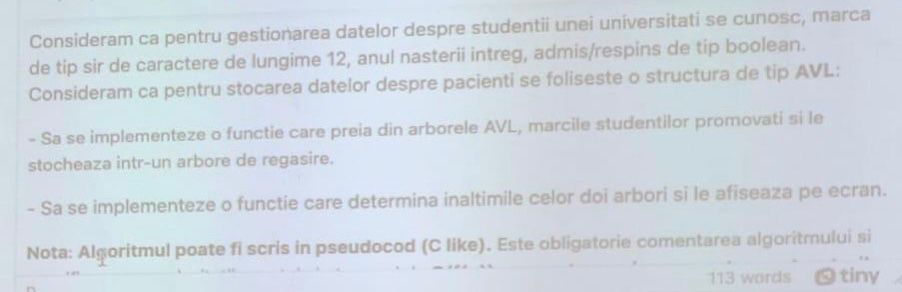 Consideram ca pentru gestionarea datelor despre studentii unei universitati se cunosc, marca
de tip sir de caractere de lungime 12, anul nasterii intreg, admis/respins de tip boolean.
Consideram ca pentru stocarea datelor despre pacienti se foliseste o structura de tip AVL:
- Sa se implementeze o functie care preia din arborele AVL, marcile studentilor promovati si le
stocheaza intr-un arbore de regasire.
- Sa se implementeze o functie care determina inaltimile celor doi arbori si le afiseaza pe ecran.
Nota: Algoritmul poate fi scris in pseudocod (C like). Este obligatorie comentarea algoritmului si
113 words tiny